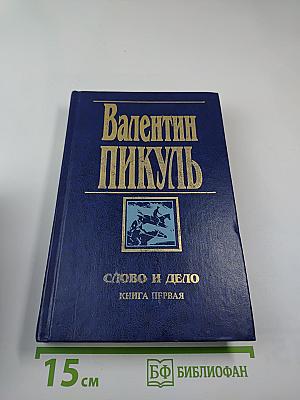 Валентин
ПИКУЛЬ
СЛОВО И ДЕЛО
КНИГА ПЕРВАЯ
15 см
БФ БИБЛИОФАН